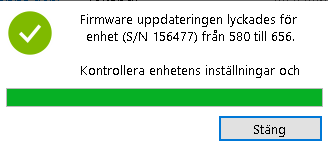 Firmware uppdateringen lyckades för
enhet (S/N 156477) från 580 till 656.
Kontrollera enhetens inställningar och
Stäng